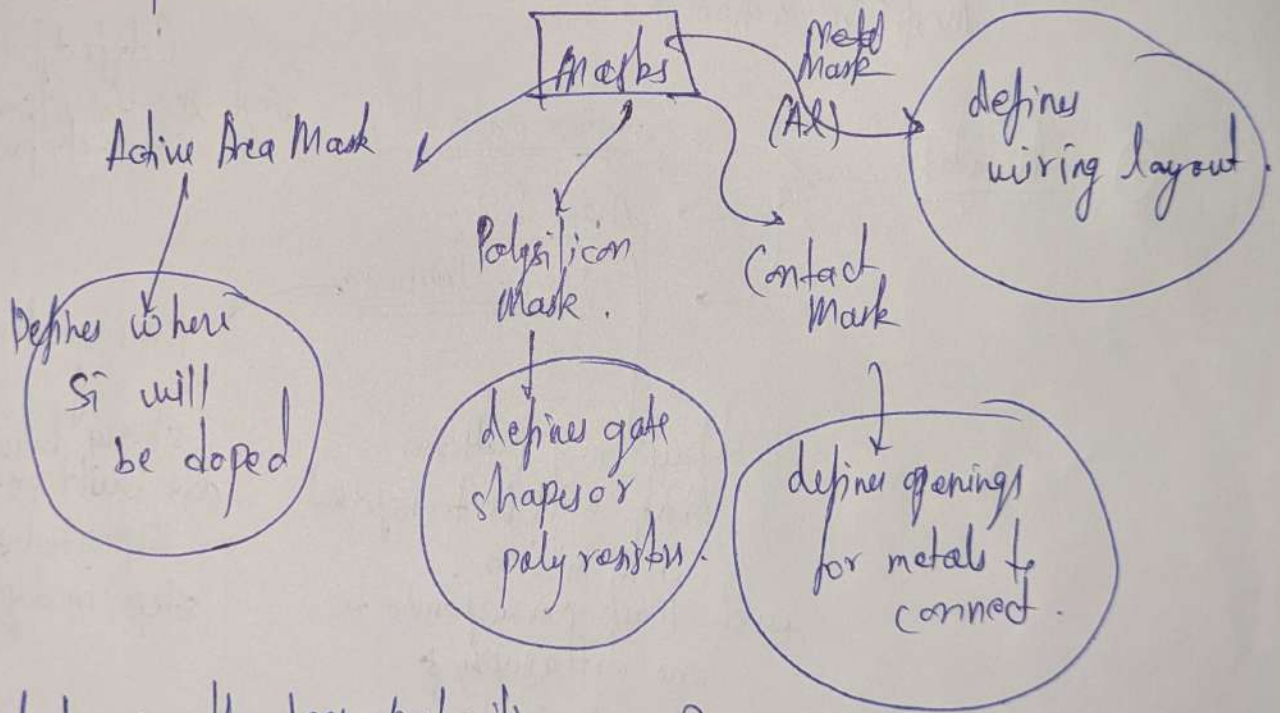 Masks
Metal
Mask
(Al)
defines
wiring layout.
Active Area Mask
Polysilicon
Mask.
Contact
Mask
Defines where
Si will
be doped
defines gate
shapes or
poly resistors.
defines openings
for metals to
connect.